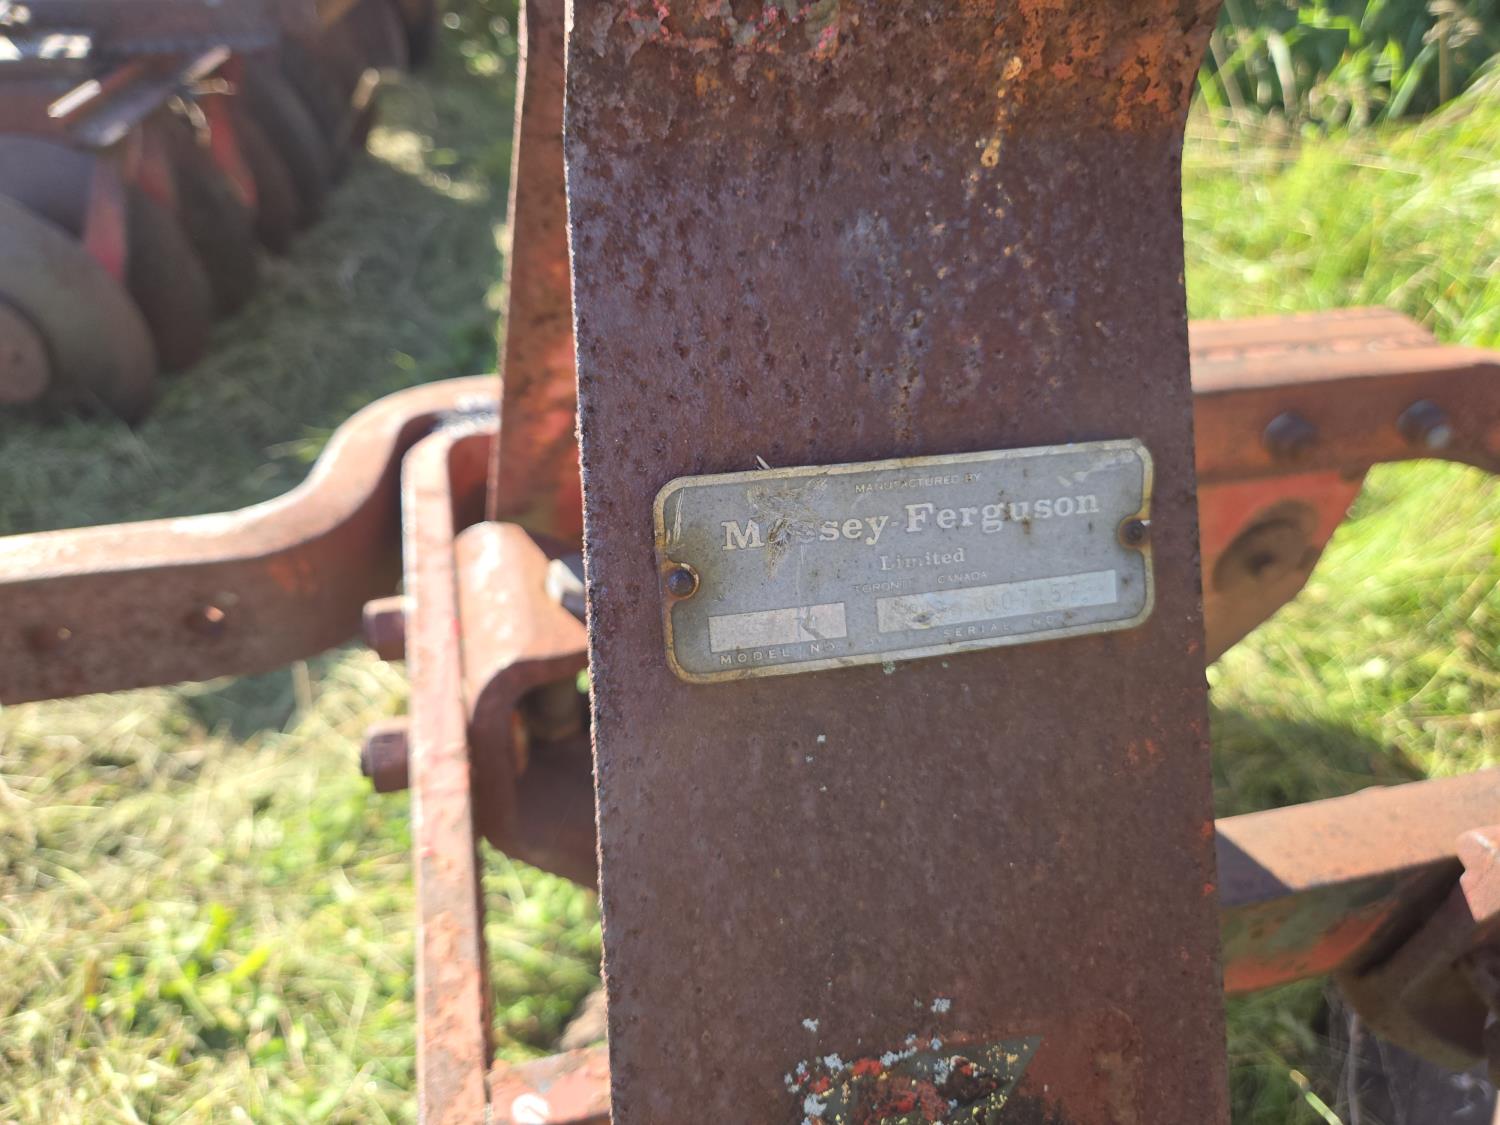 MANUFACTURED BY
Massey-Ferguson
Limited
TORONTO CANADA
MODEL NO.
SERIAL NO.